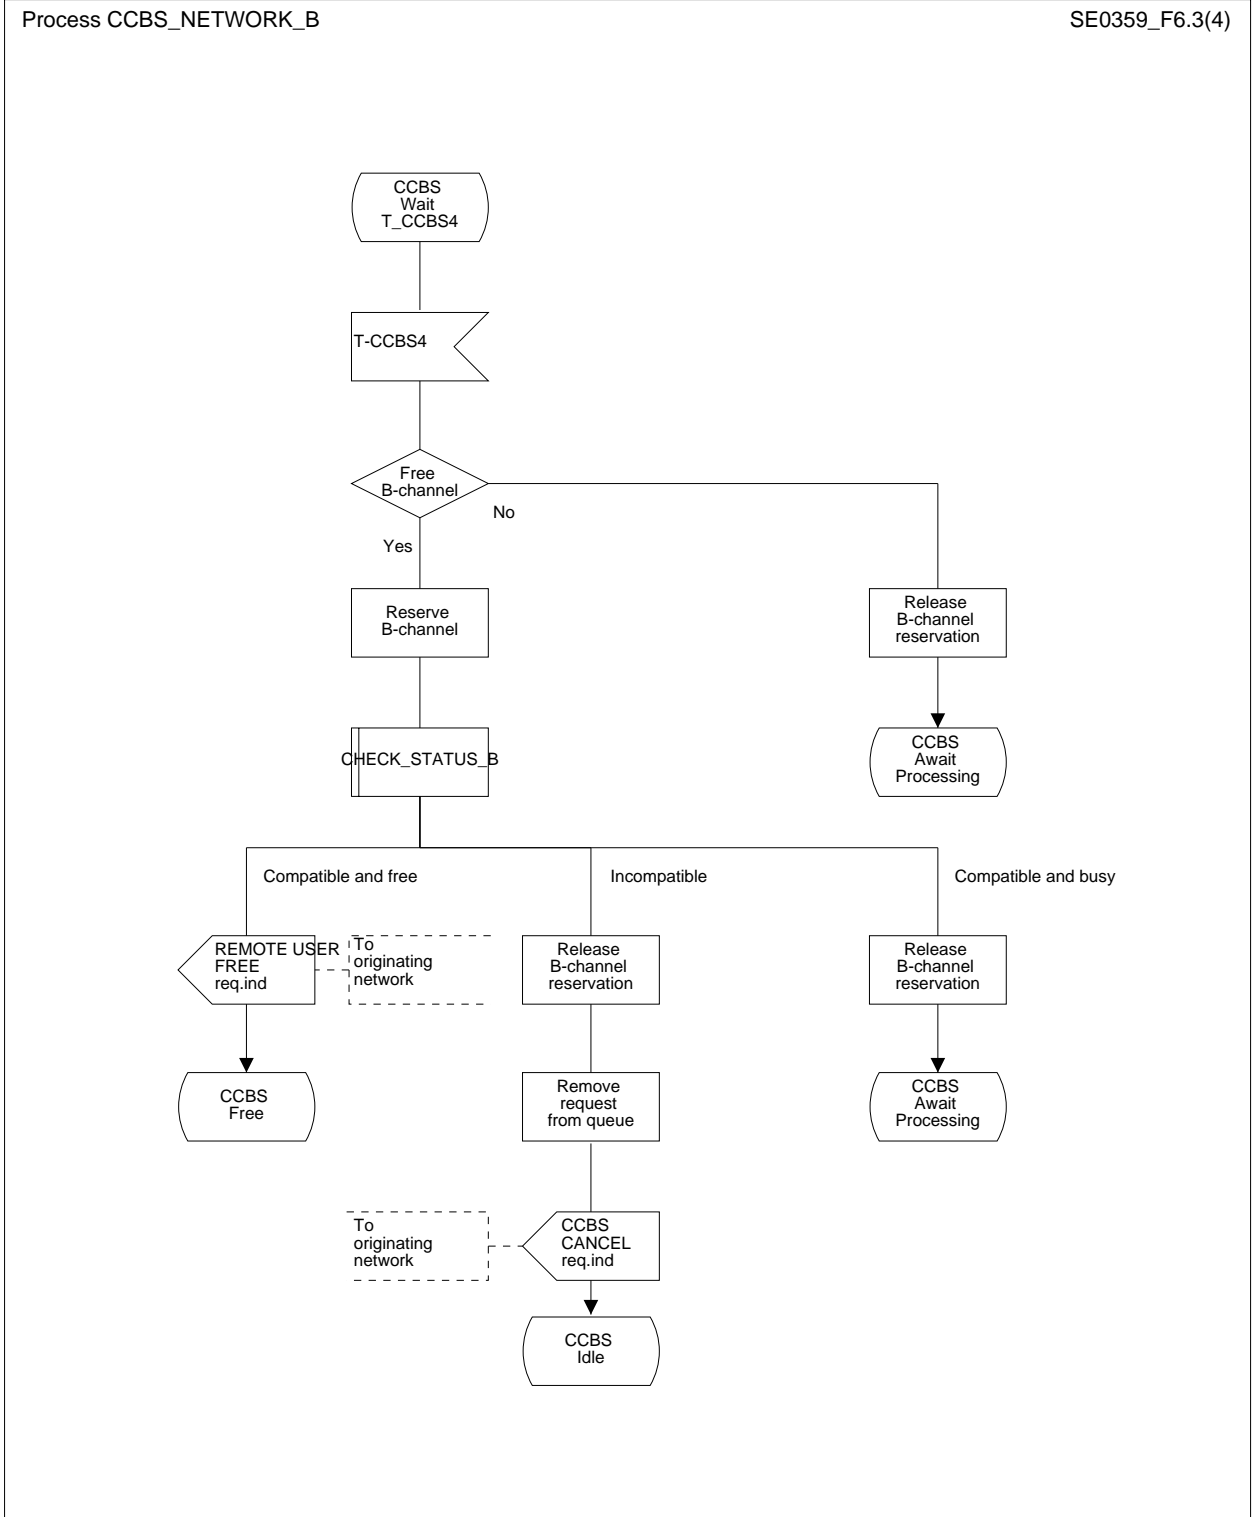 Process CCBS_NETWORK_B
SE0359_F6.3(4)
CCBS
Wait
T_CCBS4
T-CCBS4
Free
B-channel
No
Yes
Reserve
B-channel
Release
B-channel
reservation
CHECK_STATUS_B
CCBS
Await
Processing
Compatible and free
Incompatible
Compatible and busy
REMOTE USER
FREE
req.ind
To
originating
network
Release
B-channel
reservation
Release
B-channel
reservation
CCBS
Free
Remove
request
from queue
CCBS
Await
Processing
To
originating
network
CCBS
CANCEL
req.ind
CCBS
Idle